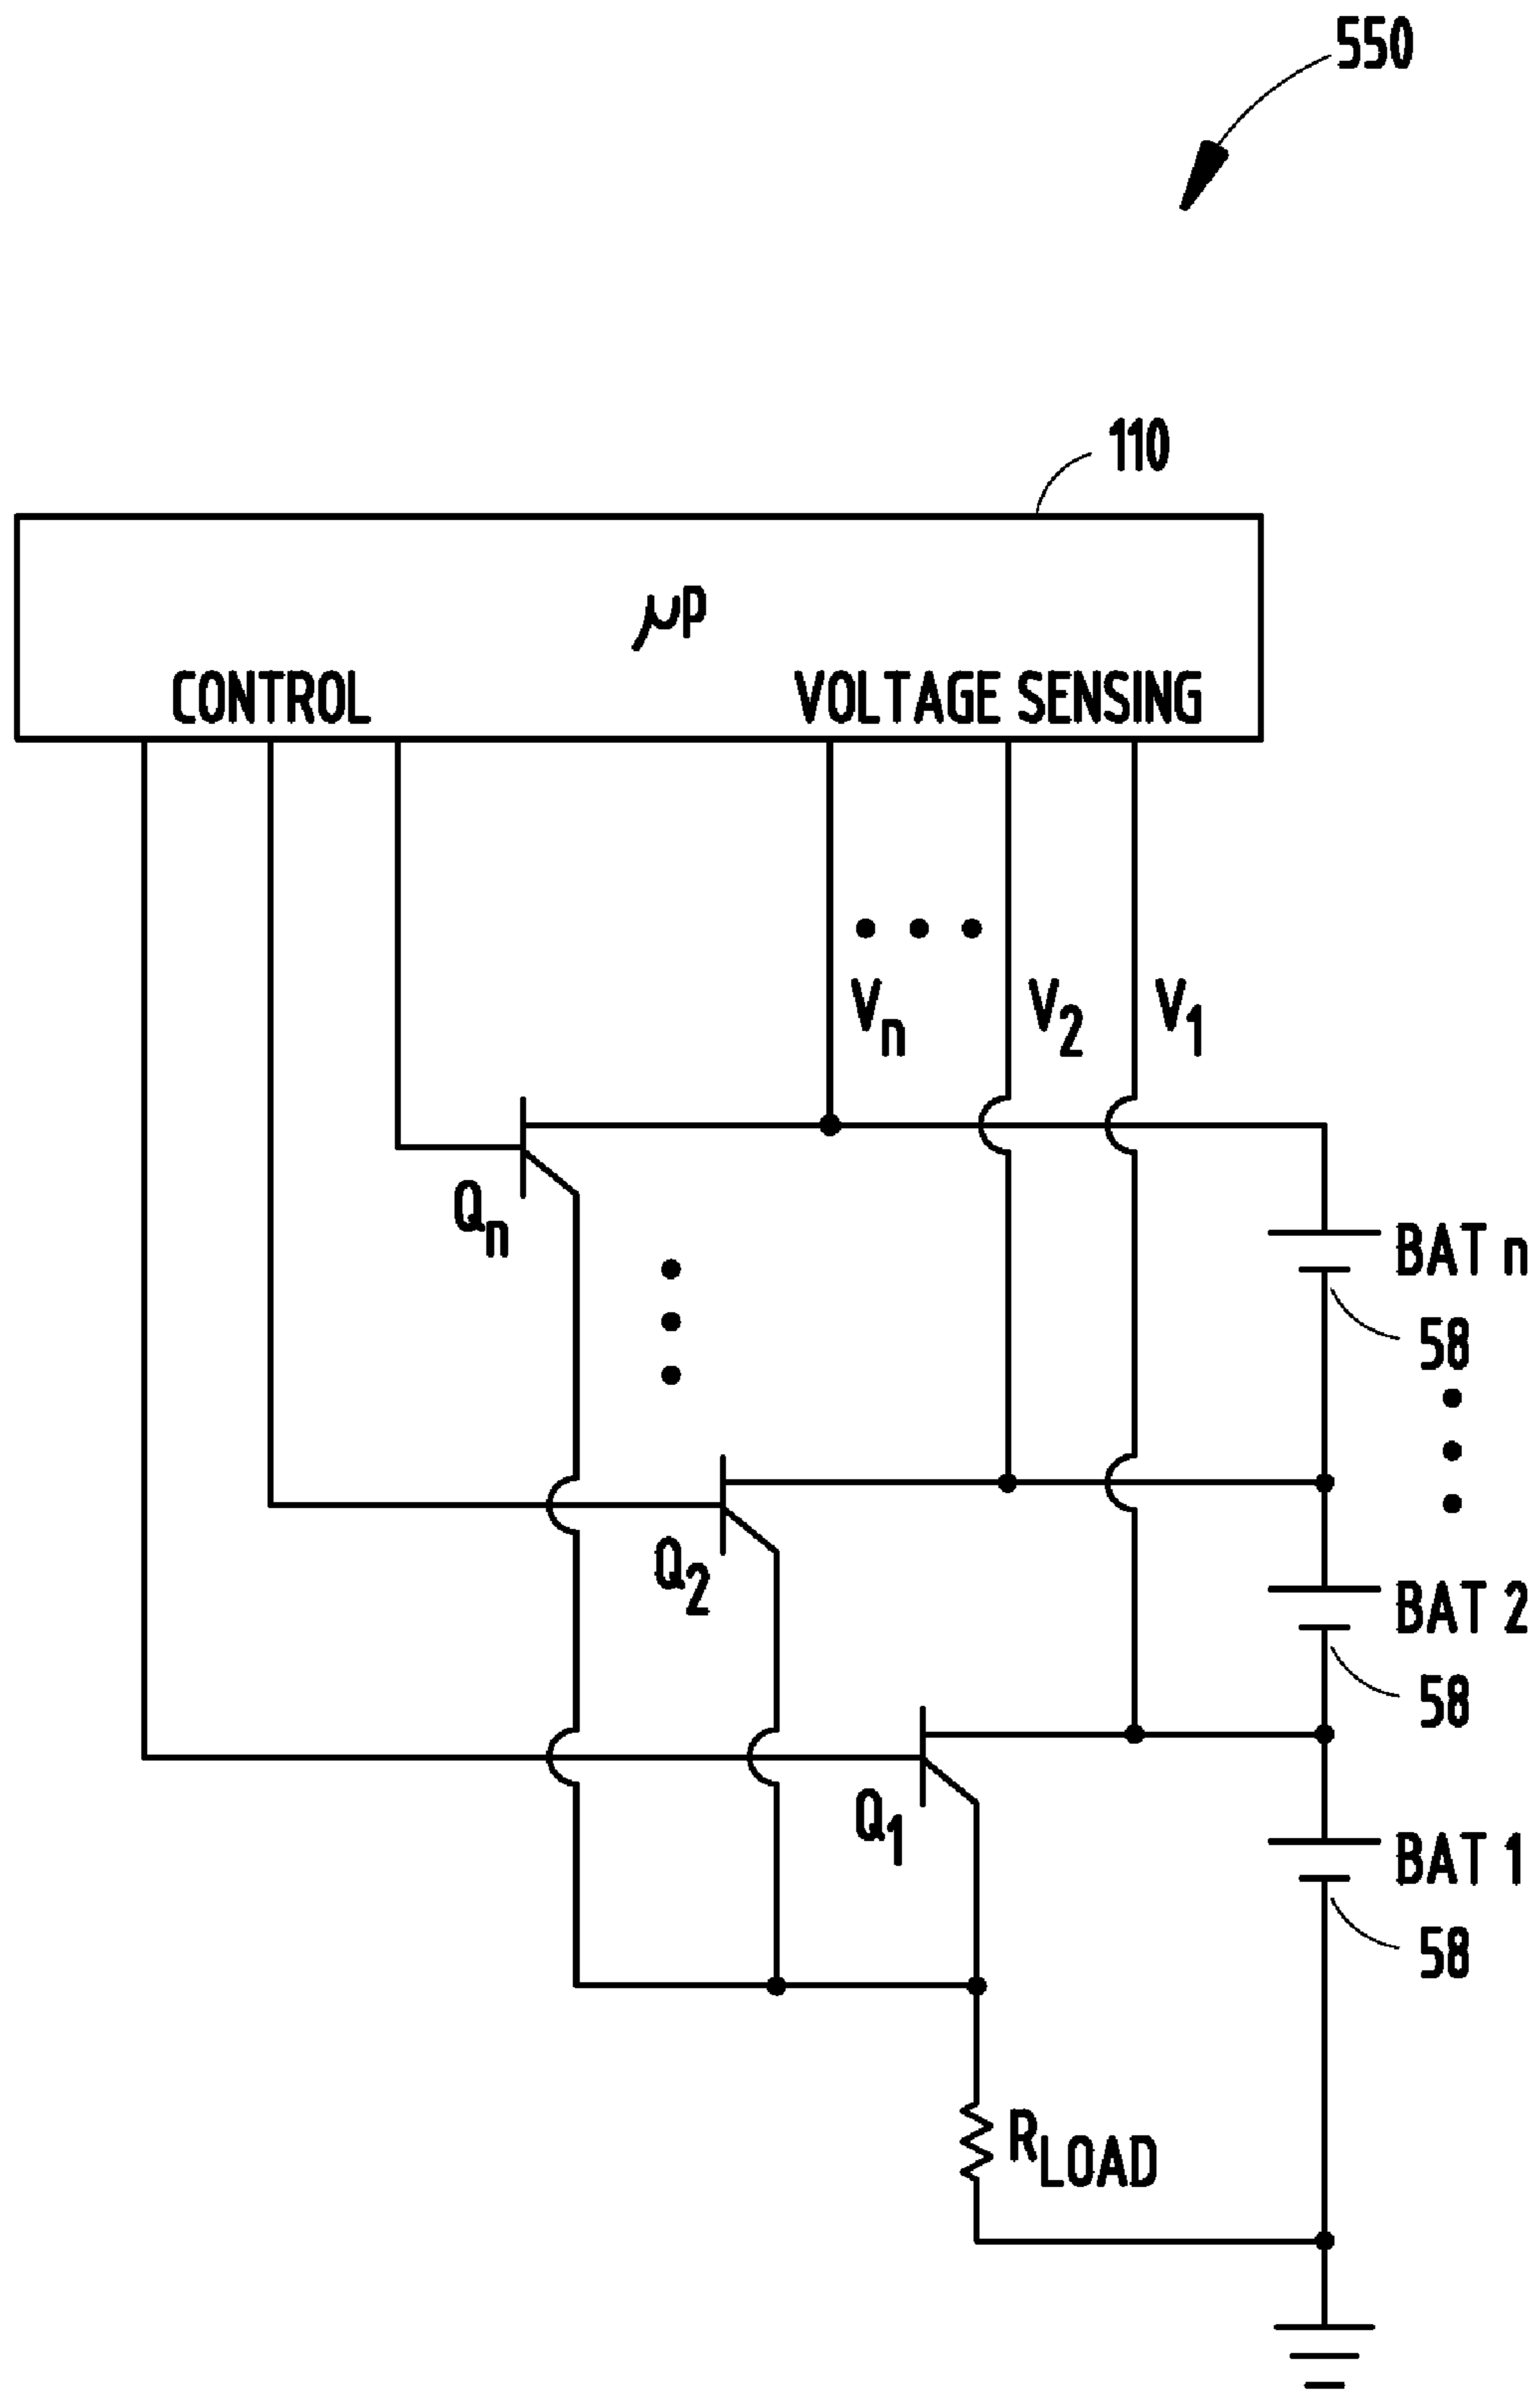 550
110
μP
CONTROL VOLTAGE SENSING
Vn V2 V1
Qn
BAT n
58
Q2
BAT 2
58
Q1
BAT 1
58
RLOAD